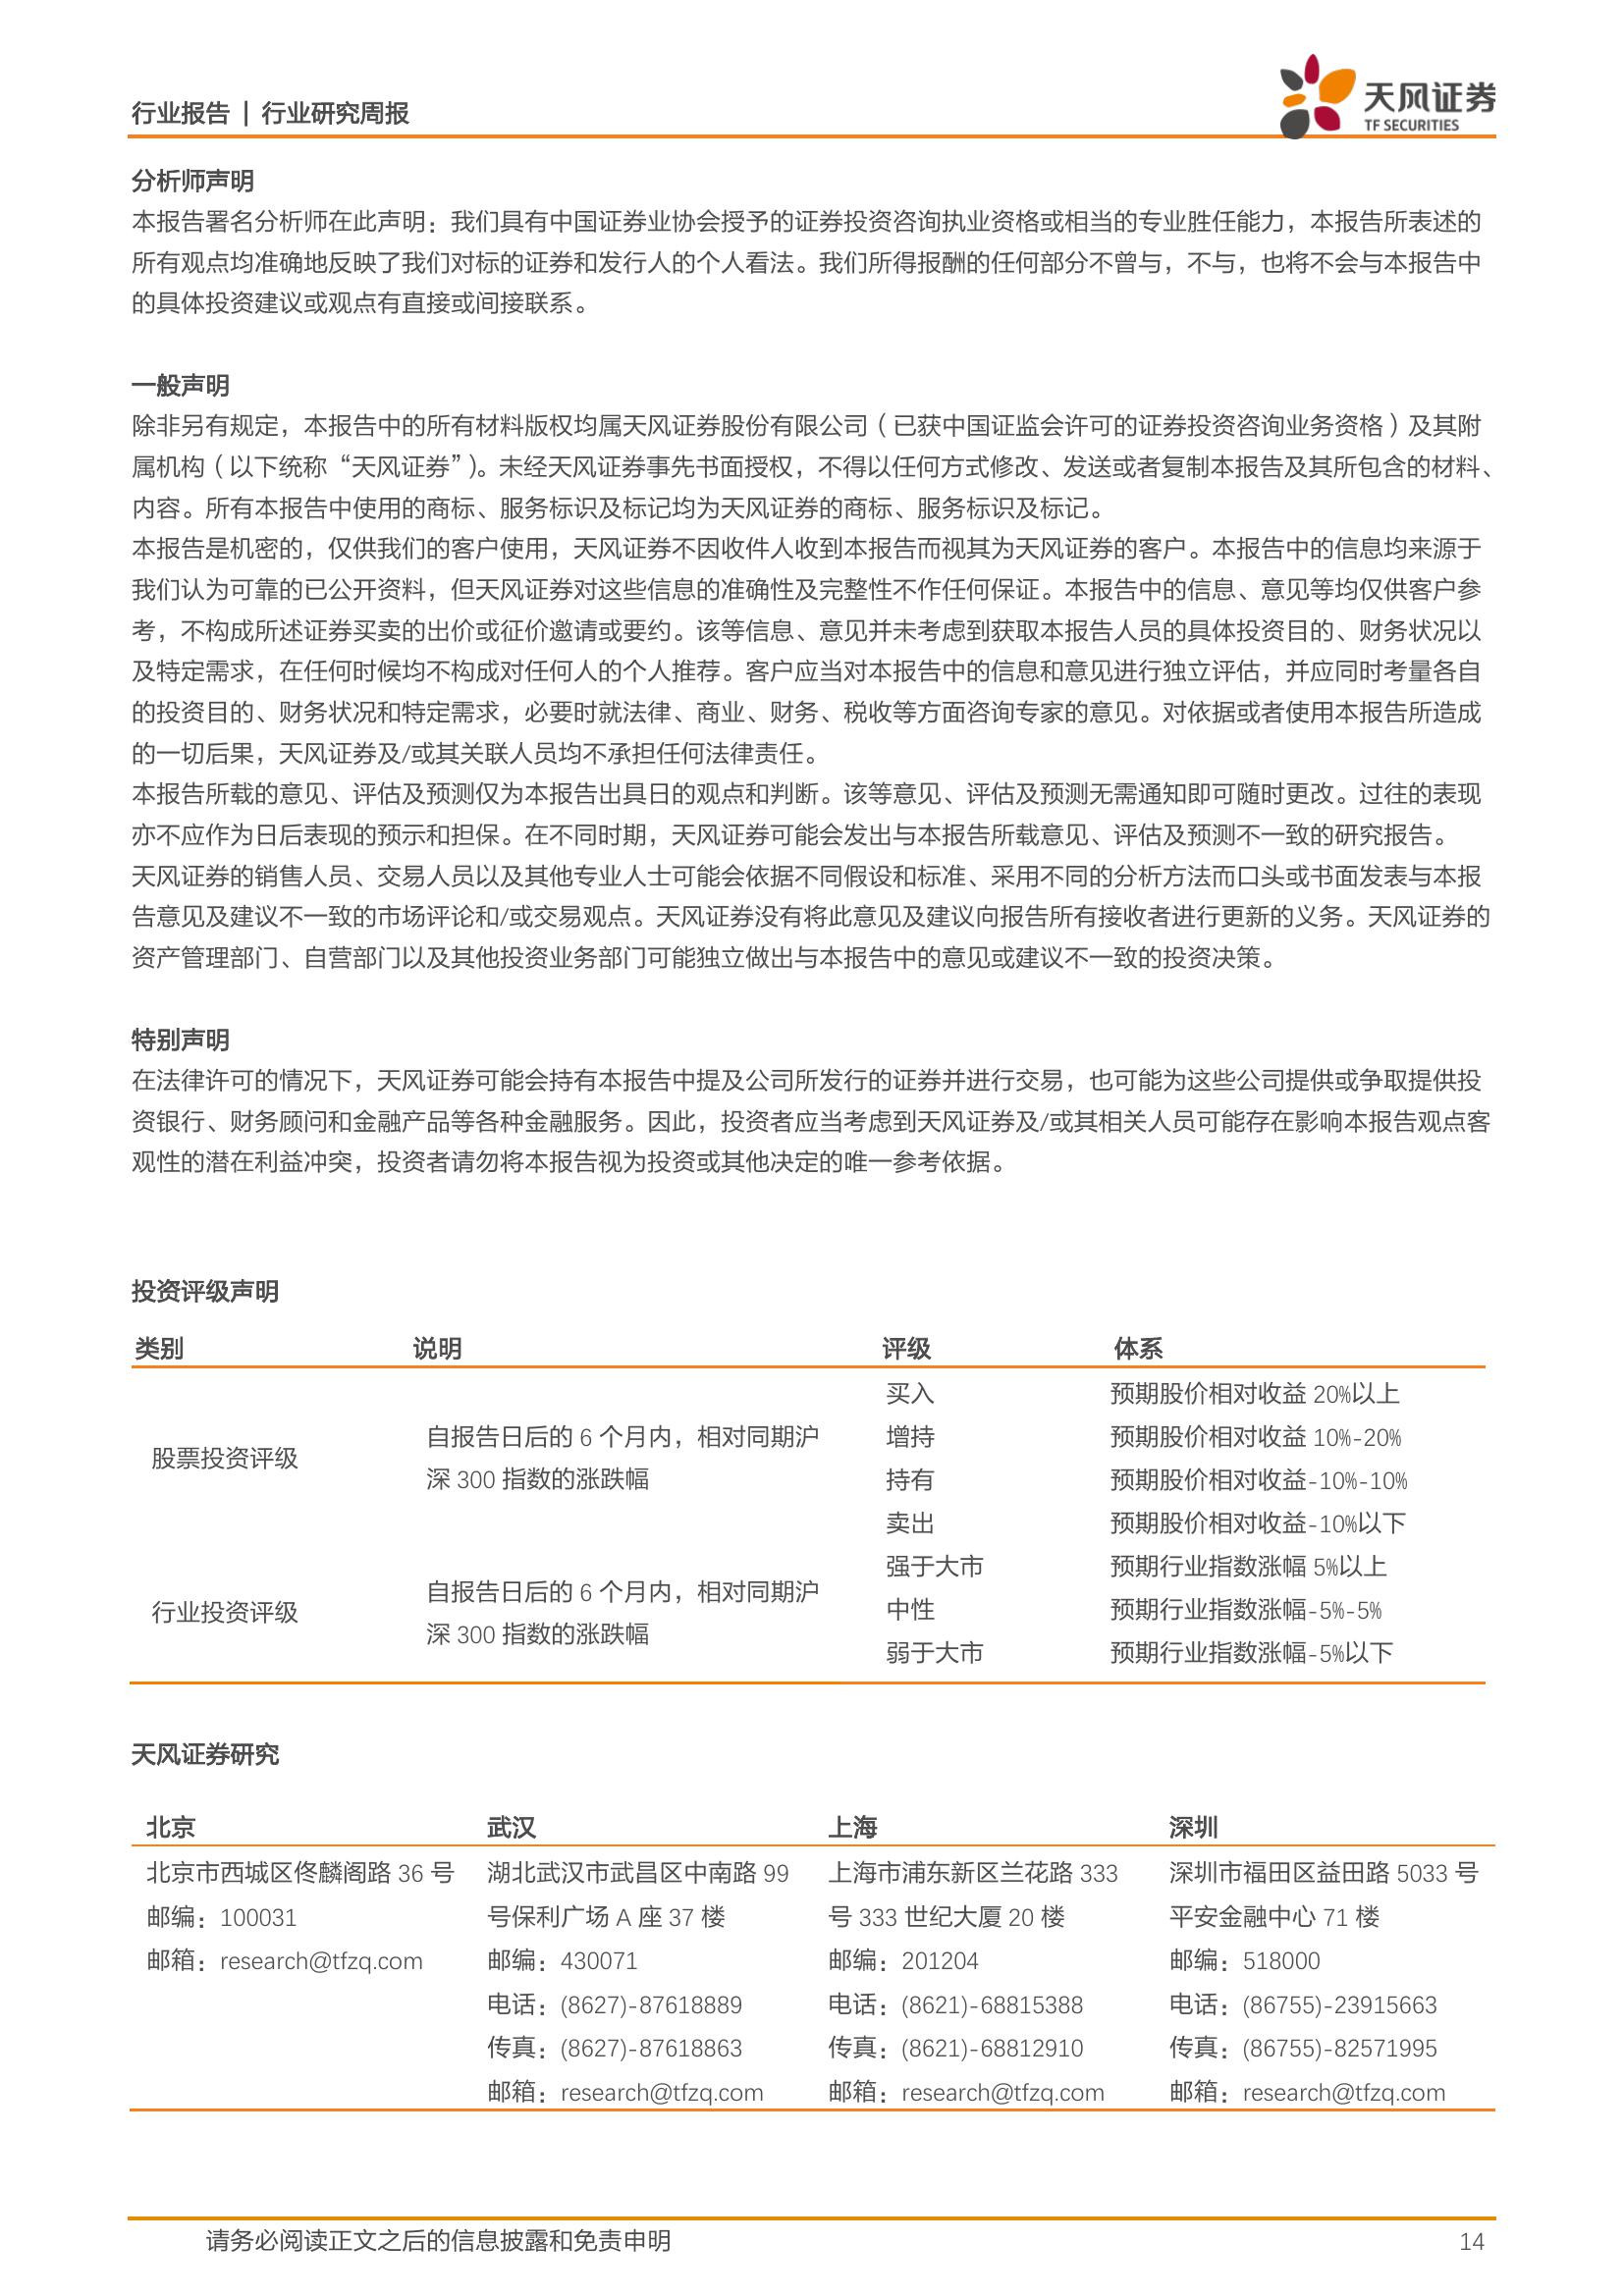 行业报告 | 行业研究周报
天风证券
TF SECURITIES
分析师声明
本报告署名分析师在此声明：我们具有中国证券业协会授予的证券投资咨询执业资格或相当的专业胜任能力，本报告所表述的
所有观点均准确地反映了我们对标的证券和发行人的个人看法。我们所得报酬的任何部分不曾与，不与，也将不会与本报告中
的具体投资建议或观点有直接或间接联系。
一般声明
除非另有规定，本报告中的所有材料版权均属天风证券股份有限公司（已获中国证监会许可的证券投资咨询业务资格）及其附
属机构（以下统称“天风证券”）。未经天风证券事先书面授权，不得以任何方式修改、发送或者复制本报告及其所包含的材料、
内容。所有本报告中使用的商标、服务标识及标记均为天风证券的商标、服务标识及标记。
本报告是机密的，仅供我们的客户使用，天风证券不因收件人收到本报告而视其为天风证券的客户。本报告中的信息均来源于
我们认为可靠的已公开资料，但天风证券对这些信息的准确性及完整性不作任何保证。本报告中的信息、意见等均仅供客户参
考，不构成所述证券买卖的出价或征价邀请或要约。该等信息、意见并未考虑到获取本报告人员的具体投资目的、财务状况以
及特定需求，在任何时候均不构成对任何人的个人推荐。客户应当对本报告中的信息和意见进行独立评估，并应同时考量各自
的投资目的、财务状况和特定需求，必要时就法律、商业、财务、税收等方面咨询专家的意见。对依据或者使用本报告所造成
的一切后果，天风证券及/或其关联人员均不承担任何法律责任。
本报告所载的意见、评估及预测仅为本报告出具日的观点和判断。该等意见、评估及预测无需通知即可随时更改。过往的表现
亦不应作为日后表现的预示和担保。在不同时期，天风证券可能会发出与本报告所载意见、评估及预测不一致的研究报告。
天风证券的销售人员、交易人员以及其他专业人士可能会依据不同假设和标准、采用不同的分析方法而口头或书面发表与本报
告意见及建议不一致的市场评论和/或交易观点。天风证券没有将此意见及建议向报告所有接收者进行更新的义务。天风证券的
资产管理部门、自营部门以及其他投资业务部门可能独立做出与本报告中的意见或建议不一致的投资决策。
特别声明
在法律许可的情况下，天风证券可能会持有本报告中提及公司所发行的证券并进行交易，也可能为这些公司提供或争取提供投
资银行、财务顾问和金融产品等各种金融服务。因此，投资者应当考虑到天风证券及/或其相关人员可能存在影响本报告观点客
观性的潜在利益冲突，投资者请勿将本报告视为投资或其他决定的唯一参考依据。
投资评级声明
类别 说明 评级 体系
股票投资评级
自报告日后的 6 个月内，相对同期沪
深 300 指数的涨跌幅
买入 预期股价相对收益 20%以上
增持 预期股价相对收益 10%-20%
持有 预期股价相对收益-10%-10%
卖出 预期股价相对收益-10%以下
行业投资评级
自报告日后的 6 个月内，相对同期沪
深 300 指数的涨跌幅
强于大市 预期行业指数涨幅 5%以上
中性 预期行业指数涨幅-5%-5%
弱于大市 预期行业指数涨幅-5%以下
天风证券研究
北京 武汉 上海 深圳
北京市西城区佟麟阁路 36 号 湖北武汉市武昌区中南路 99 上海市浦东新区兰花路 333 深圳市福田区益田路 5033 号
邮编：100031 号保利广场 A 座 37 楼 号 333 世纪大厦 20 楼 平安金融中心 71 楼
邮箱：research@tfzq.com 邮编：430071 邮编：201204 邮编：518000
电话：(8627)-87618889 电话：(8621)-68815388 电话：(86755)-23915663
传真：(8627)-87618863 传真：(8621)-68812910 传真：(86755)-82571995
邮箱：research@tfzq.com 邮箱：research@tfzq.com 邮箱：research@tfzq.com
请务必阅读正文之后的信息披露和免责申明 14